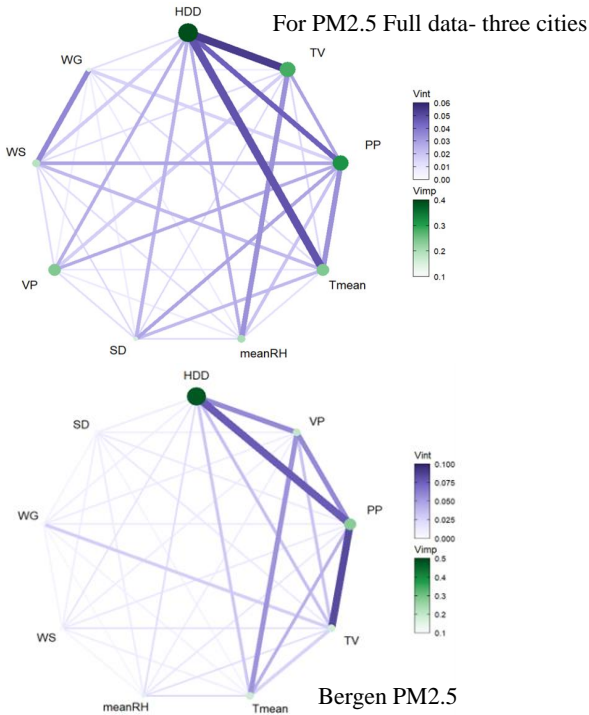 For PM2.5 Full data- three cities
HDD
TV
WG
PP
WS
VP
Tmean
SD
meanRH
Vint
0.06
0.05
0.04
0.03
0.02
0.01
0.00
Vimp
0.4
0.3
0.2
0.1
HDD
VP
SD
PP
WG
TV
WS
Tmean
meanRH
Vint
0.100
0.075
0.050
0.025
0.000
Vimp
0.5
0.4
0.3
0.2
0.1
Bergen PM2.5